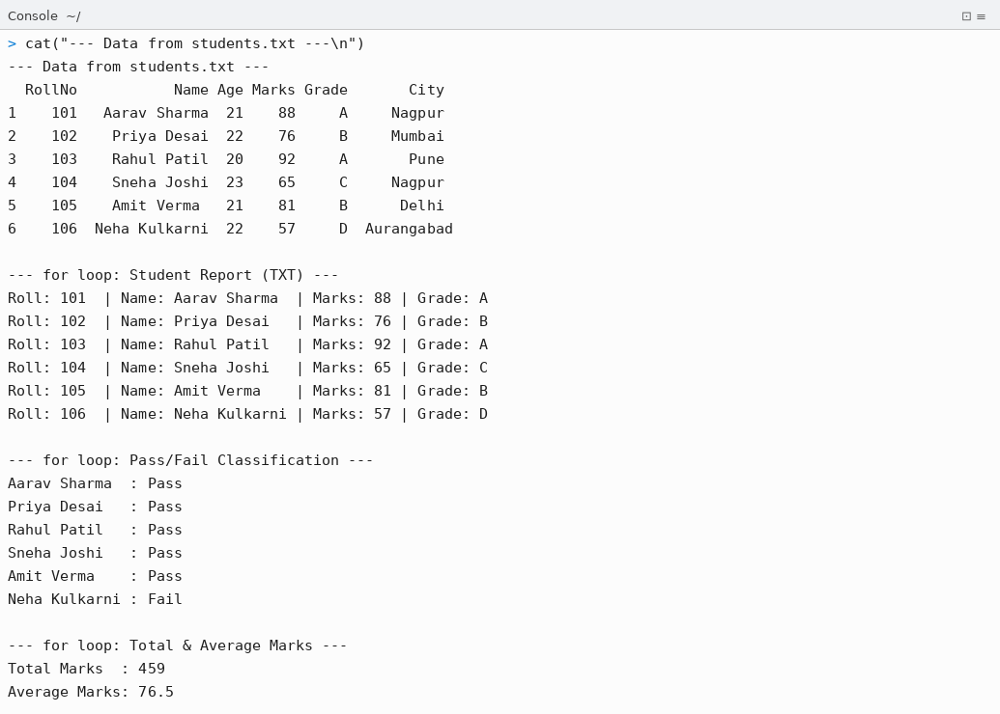 Console ~/
> cat("--- Data from students.txt ---\n")
--- Data from students.txt ---
  RollNo           Name Age Marks Grade       City
1    101   Aarav Sharma  21    88     A     Nagpur
2    102    Priya Desai  22    76     B     Mumbai
3    103    Rahul Patil  20    92     A       Pune
4    104    Sneha Joshi  23    65     C     Nagpur
5    105    Amit Verma   21    81     B      Delhi
6    106  Neha Kulkarni  22    57     D  Aurangabad

--- for loop: Student Report (TXT) ---
Roll: 101  | Name: Aarav Sharma  | Marks: 88 | Grade: A
Roll: 102  | Name: Priya Desai   | Marks: 76 | Grade: B
Roll: 103  | Name: Rahul Patil   | Marks: 92 | Grade: A
Roll: 104  | Name: Sneha Joshi   | Marks: 65 | Grade: C
Roll: 105  | Name: Amit Verma    | Marks: 81 | Grade: B
Roll: 106  | Name: Neha Kulkarni | Marks: 57 | Grade: D

--- for loop: Pass/Fail Classification ---
Aarav Sharma  : Pass
Priya Desai   : Pass
Rahul Patil   : Pass
Sneha Joshi   : Pass
Amit Verma    : Pass
Neha Kulkarni : Fail

--- for loop: Total & Average Marks ---
Total Marks  : 459
Average Marks: 76.5